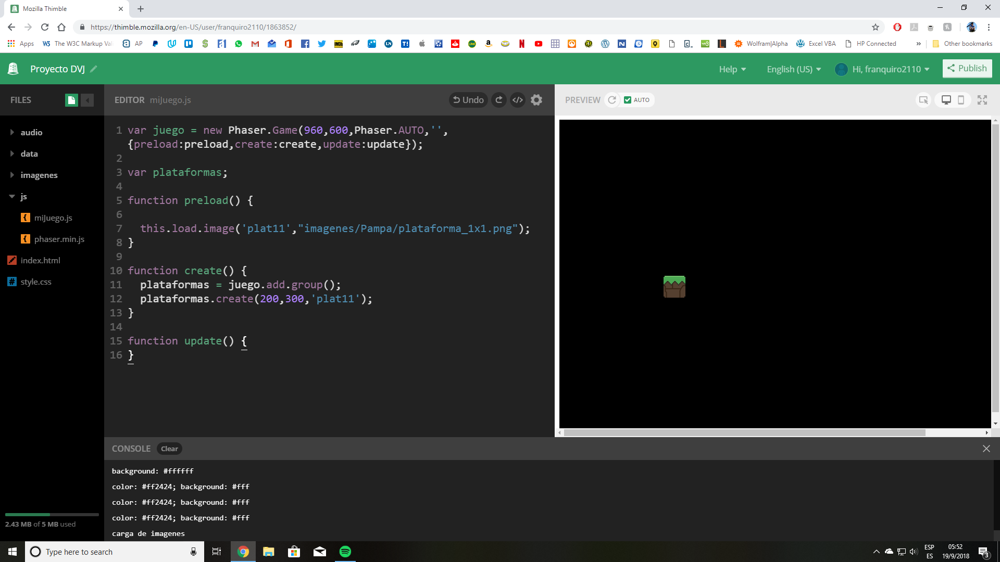 Mozilla Thimble
https://thimble.mozilla.org/en-US/user/franquiro2110/1863852/
Apps The W3C Markup Va AP Wolfram|Alpha Excel VBA HP Connected » Other bookmarks
Proyecto DVJ Help English (US) Hi, franquiro2110 Publish
FILES EDITOR miJuego.js Undo PREVIEW AUTO
audio
data
imagenes
js
miJuego.js
phaser.min.js
index.html
style.css
2.43 MB of 5 MB used
1 var juego = new Phaser.Game(960,600,Phaser.AUTO,'',
{preload:preload,create:create,update:update});
2
3 var plataformas;
4
5 function preload() {
6
7 this.load.image('plat11',"imagenes/Pampa/plataforma_1x1.png");
8 }
9
10 function create() {
11 plataformas = juego.add.group();
12 plataformas.create(200,300,'plat11');
13 }
14
15 function update() {
16 }
CONSOLE Clear
background: #ffffff
color: #ff2424; background: #fff
color: #ff2424; background: #fff
color: #ff2424; background: #fff
carga de imagenes
Type here to search
ESP
ES
05:52
19/9/2018
3